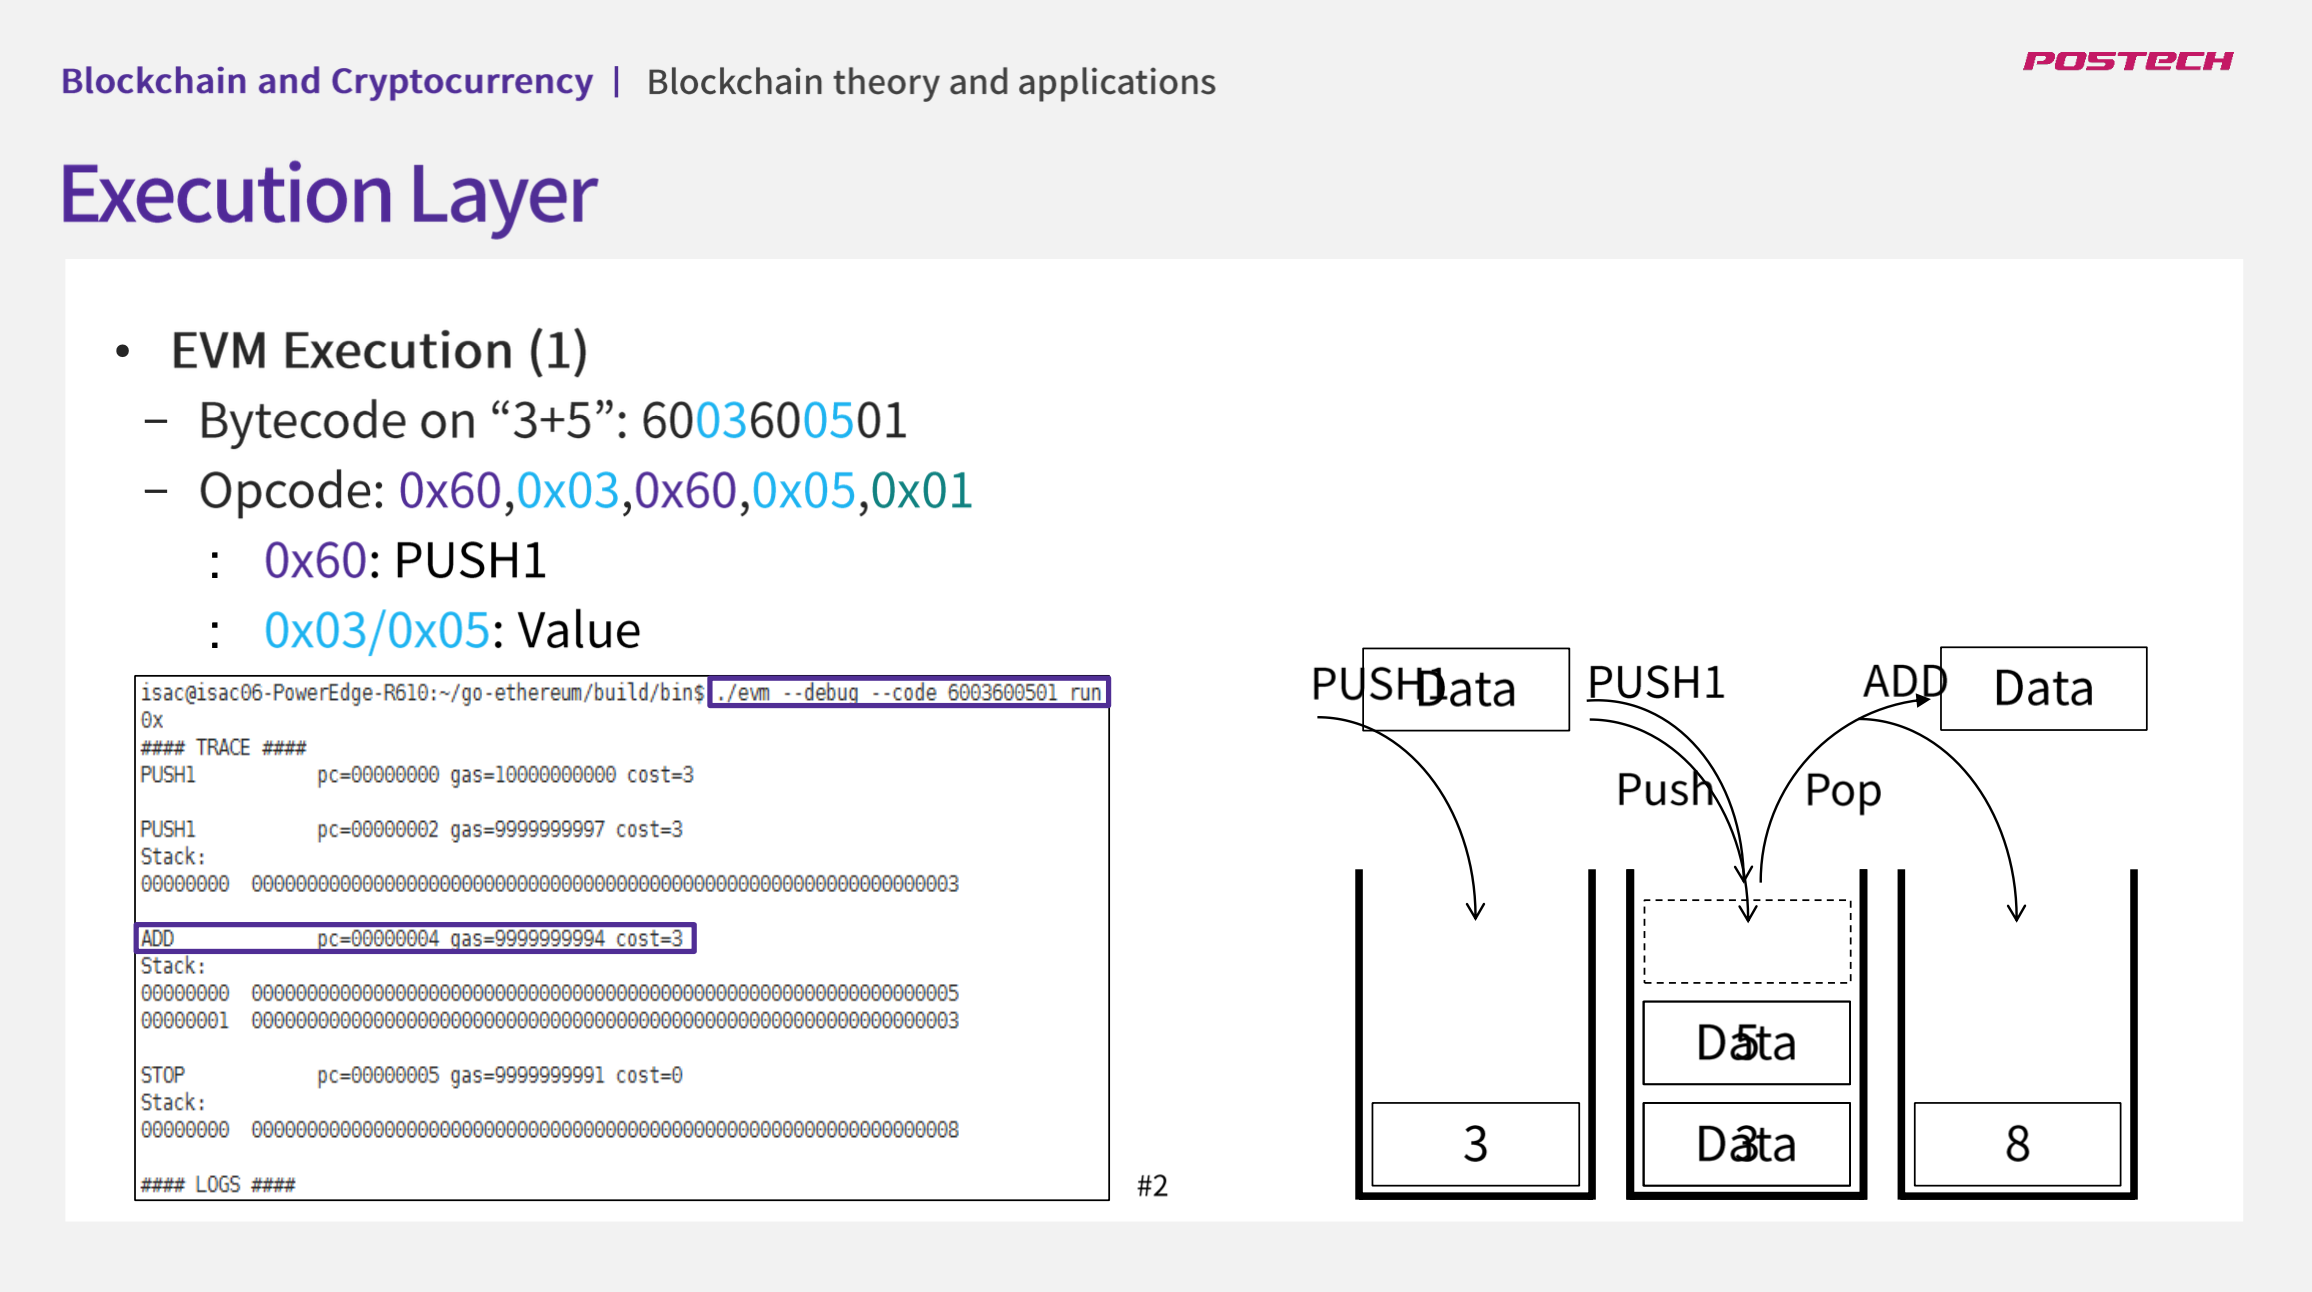 Blockchain and Cryptocurrency | Blockchain theory and applications
POSTECH
Execution Layer
• EVM Execution (1)
– Bytecode on “3+5”: 6003600501
– Opcode: 0x60,0x03,0x60,0x05,0x01
: 0x60: PUSH1
: 0x03/0x05: Value
isac@isac06-PowerEdge-R610:~/go-ethereum/build/bin$ ./evm --debug --code 6003600501 run
0x
#### TRACE ####
PUSH1 pc=00000000 gas=10000000000 cost=3
PUSH1 pc=00000002 gas=9999999997 cost=3
Stack:
00000000 0000000000000000000000000000000000000000000000000000000000000003
ADD pc=00000004 gas=9999999994 cost=3
Stack:
00000000 0000000000000000000000000000000000000000000000000000000000000005
00000001 0000000000000000000000000000000000000000000000000000000000000003
STOP pc=00000005 gas=9999999991 cost=0
Stack:
00000000 0000000000000000000000000000000000000000000000000000000000000008
#### LOGS ####
#2
PUSH1
Data
PUSH1
ADD
Data
Push
Pop
Data
5
3
Data
3
8